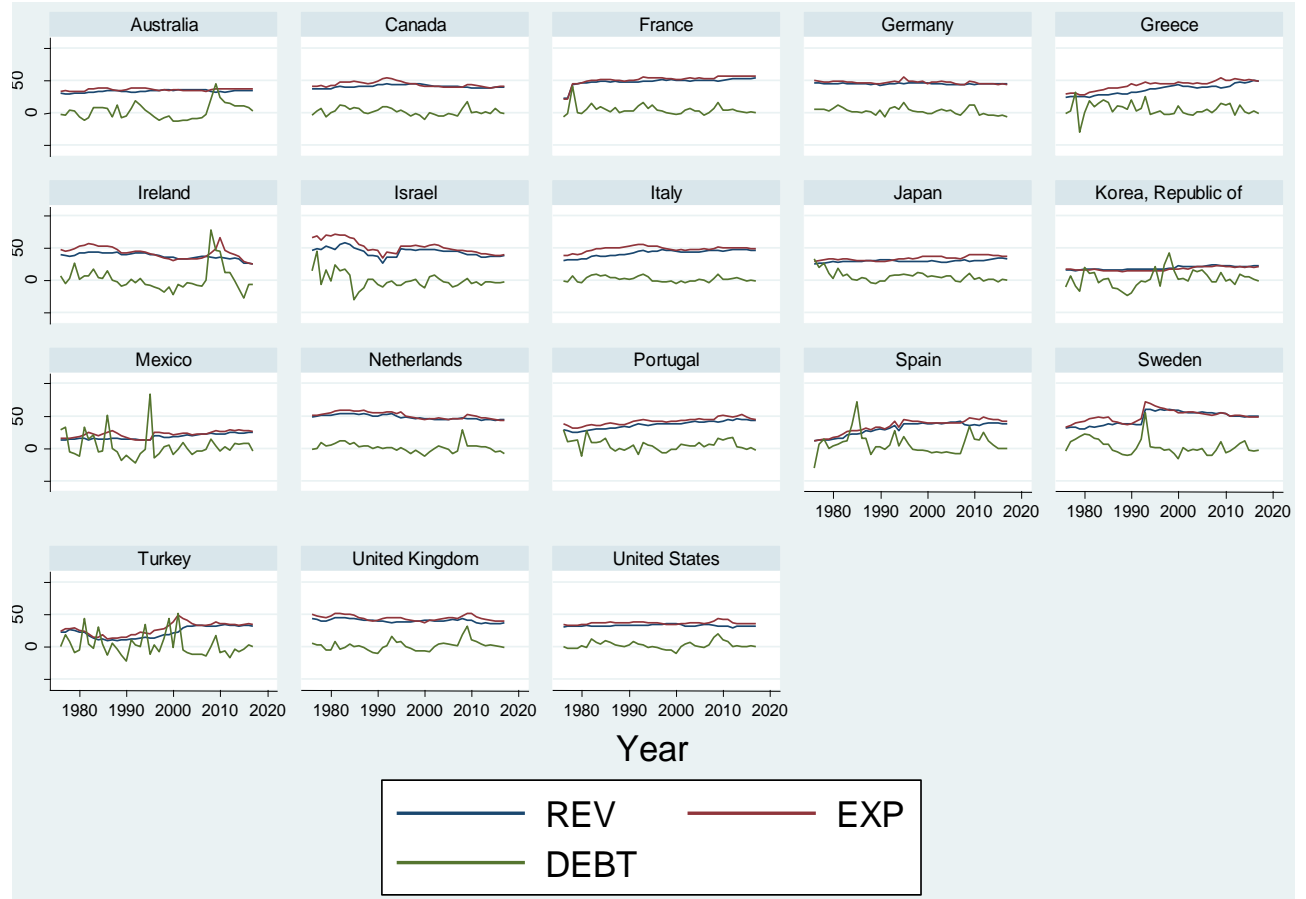 Australia Canada France Germany Greece
50
0
Ireland Israel Italy Japan Korea, Republic of
50
0
Mexico Netherlands Portugal Spain Sweden
50
0
1980 1990 2000 2010 2020 1980 1990 2000 2010 2020
Turkey United Kingdom United States
50
0
1980 1990 2000 2010 2020 1980 1990 2000 2010 2020 1980 1990 2000 2010 2020
Year
REV EXP
DEBT